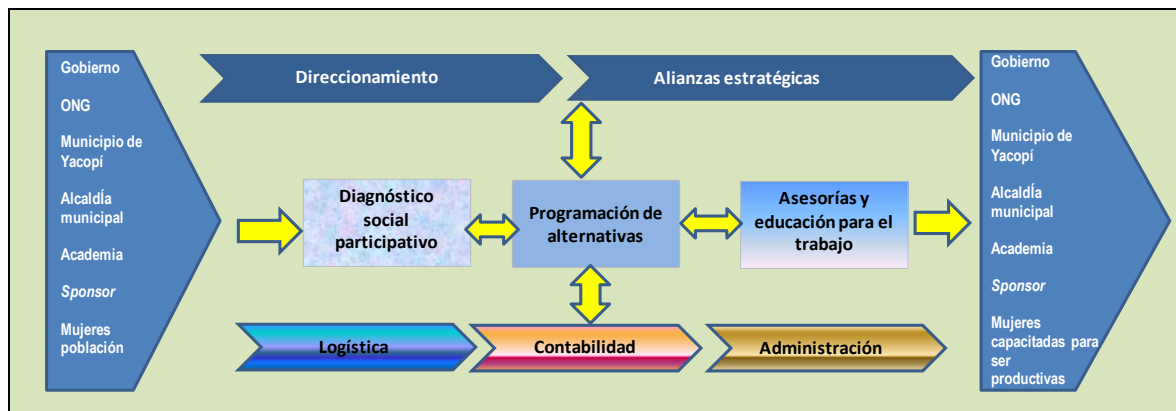 Gobierno
ONG
Municipio de
Yacopí
Alcaldía
municipal
Academia
Sponsor
Mujeres
población
Direccionamiento
Alianzas estratégicas
Diagnóstico
social
participativo
Programación de
alternativas
Asesorías y
educación para el
trabajo
Logística
Contabilidad
Administración
Gobierno
ONG
Municipio de
Yacopí
Alcaldía
municipal
Academia
Sponsor
Mujeres
capacitadas para
ser
productivas